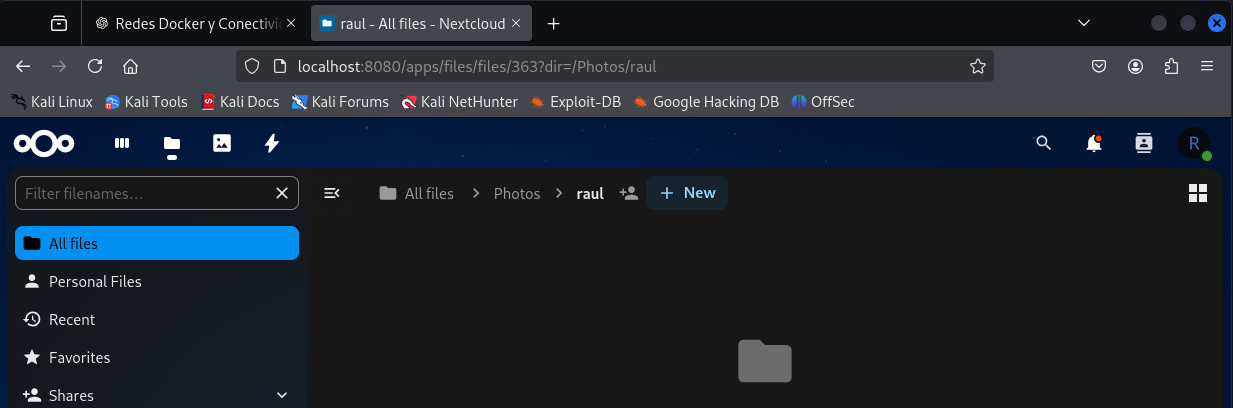 Redes Docker y Conectivi
raul - All files - Nextcloud
localhost:8080/apps/files/files/363?dir=/Photos/raul
Kali Linux Kali Tools Kali Docs Kali Forums Kali NetHunter Exploit-DB Google Hacking DB OffSec
R
Filter filenames…
All files Photos raul New
All files
Personal Files
Recent
Favorites
Shares